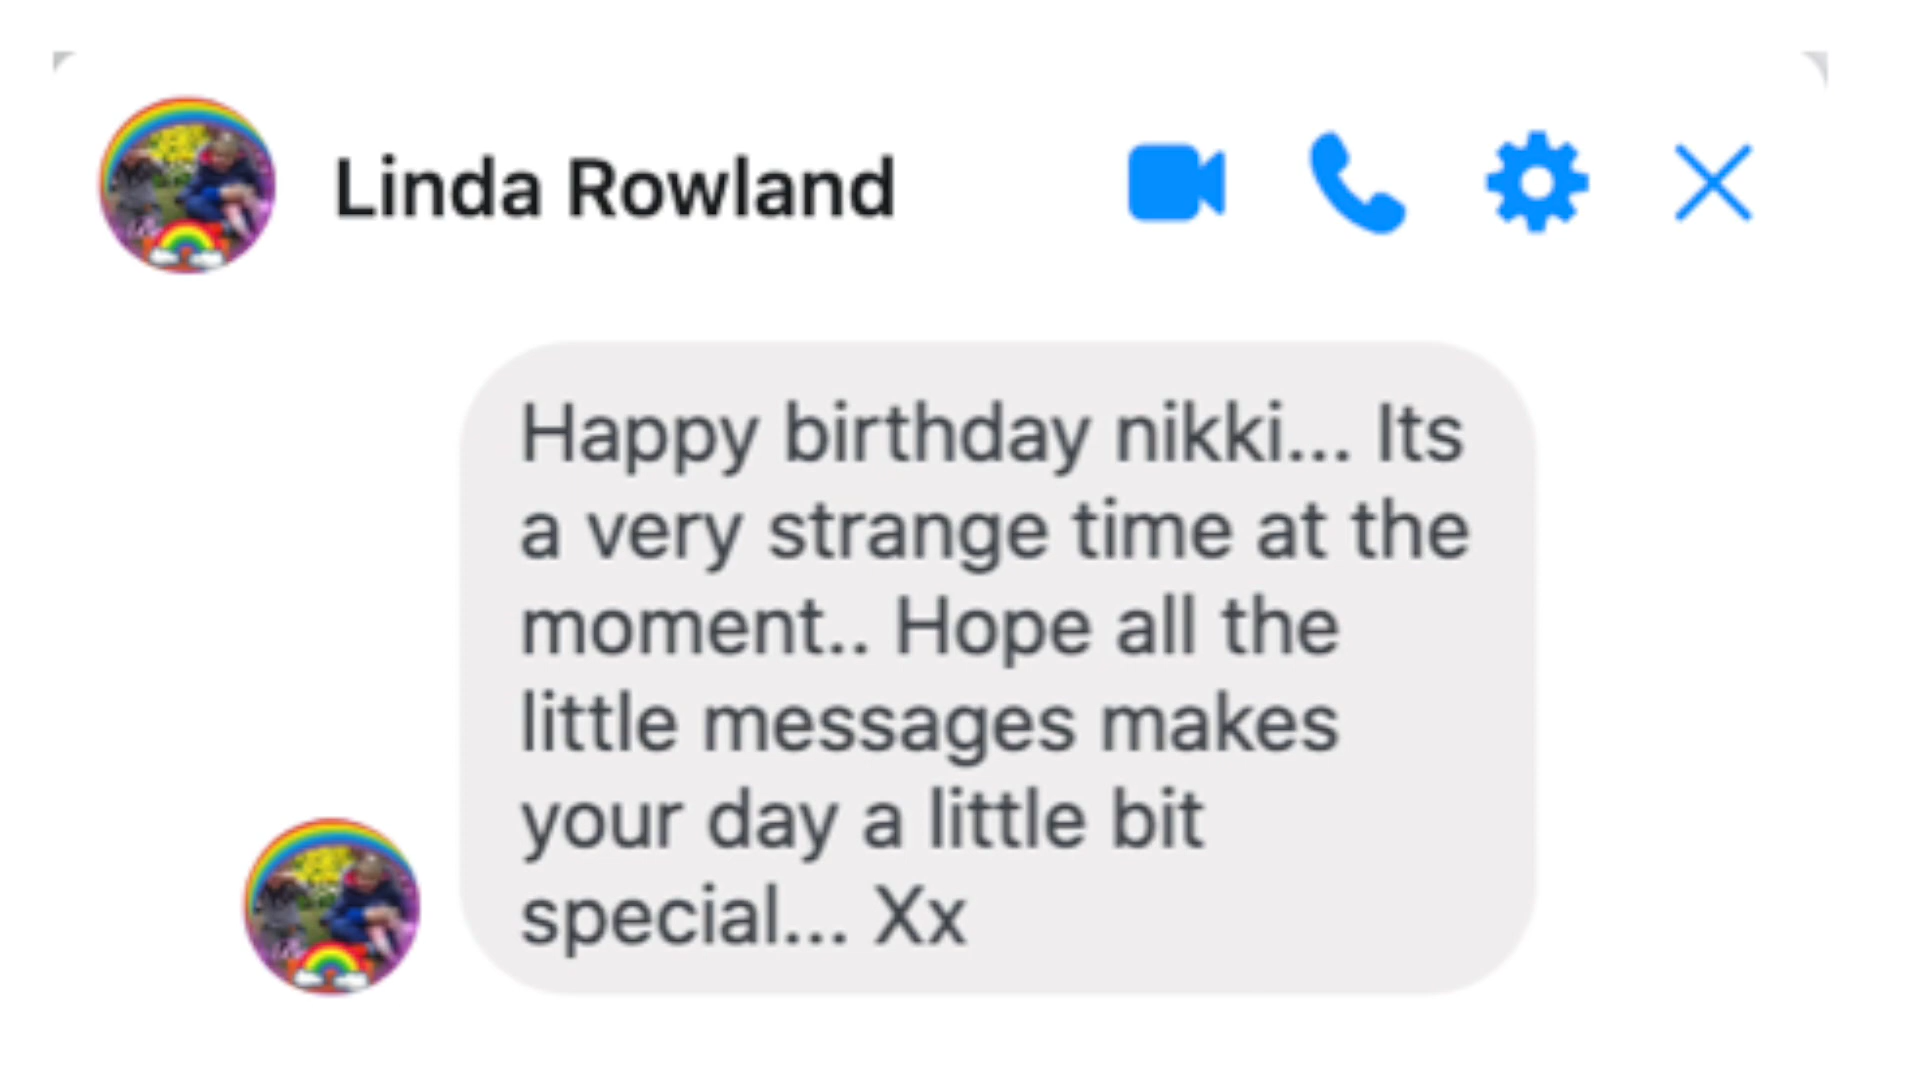 Linda Rowland
Happy birthday nikki... Its
a very strange time at the
moment.. Hope all the
little messages makes
your day a little bit
special... Xx